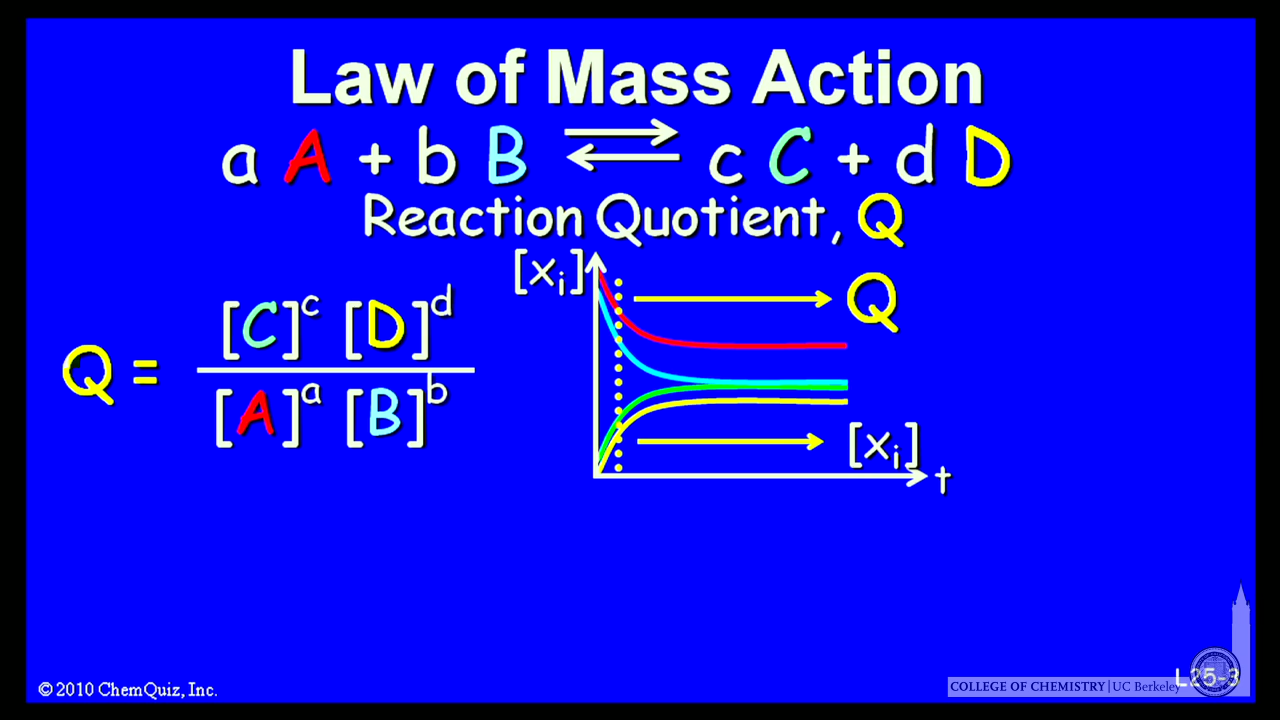 Law of Mass Action
a A + b B ⇌ c C + d D
Reaction Quotient, Q
[xᵢ]
Q
Q = [C]ᶜ [D]ᵈ
[A]ᵃ [B]ᵇ
[xᵢ]
t
© 2010 ChemQuiz, Inc.
COLLEGE OF CHEMISTRY | UC Berkeley
L25-3